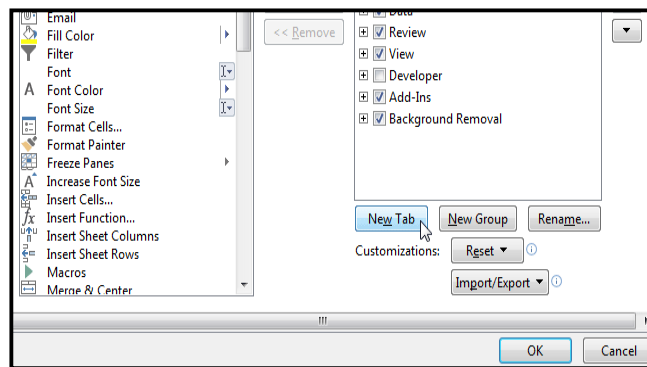 Email
Fill Color
Filter
Font
Font Color
Font Size
Format Cells...
Format Painter
Freeze Panes
Increase Font Size
Insert Cells...
Insert Function...
Insert Sheet Columns
Insert Sheet Rows
Macros
Merge & Center
<< Remove
Data
Review
View
Developer
Add-Ins
Background Removal
New Tab
New Group
Rename...
Customizations:
Reset
Import/Export
OK
Cancel